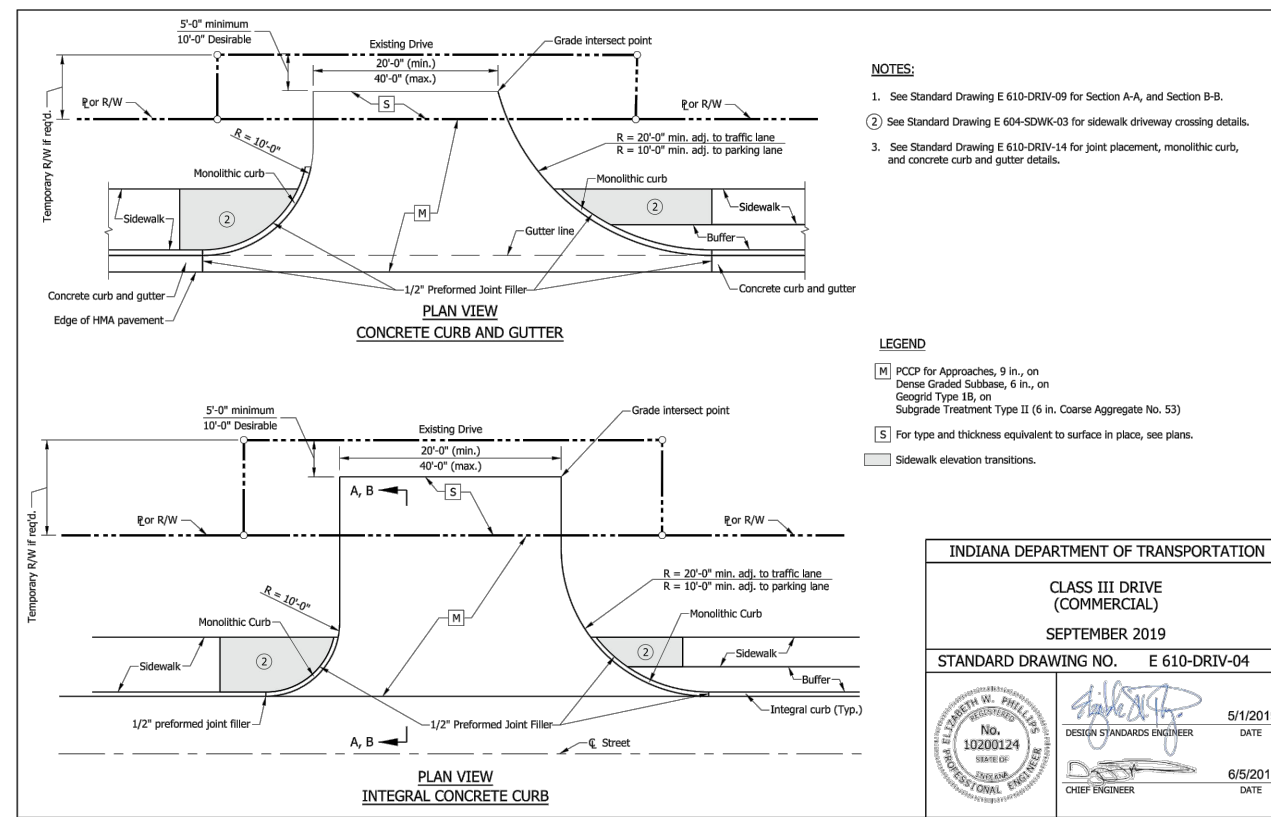 5'-0" minimum
10'-0" Desirable
Existing Drive
Grade intersect point
20'-0" (min.)
40'-0" (max.)
S
Temporary R/W if req'd.
℄ or R/W
℄ or R/W
R = 10'-0"
R = 20'-0" min. adj. to traffic lane
R = 10'-0" min. adj. to parking lane
Monolithic curb
Monolithic curb
Sidewalk
2
M
2
Sidewalk
Gutter line
Buffer
Concrete curb and gutter
1/2" Preformed Joint Filler
Concrete curb and gutter
Edge of HMA pavement
PLAN VIEW
CONCRETE CURB AND GUTTER
5'-0" minimum
10'-0" Desirable
Existing Drive
Grade intersect point
20'-0" (min.)
40'-0" (max.)
A, B
S
Temporary R/W if req'd.
℄ or R/W
℄ or R/W
R = 10'-0"
R = 20'-0" min. adj. to traffic lane
R = 10'-0" min. adj. to parking lane
Monolithic Curb
M
Monolithic Curb
Sidewalk
2
2
Sidewalk
Buffer
Integral curb (Typ.)
1/2" preformed joint filler
1/2" Preformed Joint Filler
A, B
℄ Street
PLAN VIEW
INTEGRAL CONCRETE CURB
NOTES:
1. See Standard Drawing E 610-DRIV-09 for Section A-A, and Section B-B.
2 See Standard Drawing E 604-SDWK-03 for sidewalk driveway crossing details.
3. See Standard Drawing E 610-DRIV-14 for joint placement, monolithic curb,
and concrete curb and gutter details.
LEGEND
M PCCP for Approaches, 9 in., on
Dense Graded Subbase, 6 in., on
Geogrid Type 1B, on
Subgrade Treatment Type II (6 in. Coarse Aggregate No. 53)
S For type and thickness equivalent to surface in place, see plans.
Sidewalk elevation transitions.
INDIANA DEPARTMENT OF TRANSPORTATION
CLASS III DRIVE
(COMMERCIAL)
SEPTEMBER 2019
STANDARD DRAWING NO. E 610-DRIV-04
ELIZABETH W. PHILLIPS
REGISTERED
No.
10200124
STATE OF
INDIANA
PROFESSIONAL ENGINEER
5/1/201
DESIGN STANDARDS ENGINEER DATE
6/5/201
CHIEF ENGINEER DATE